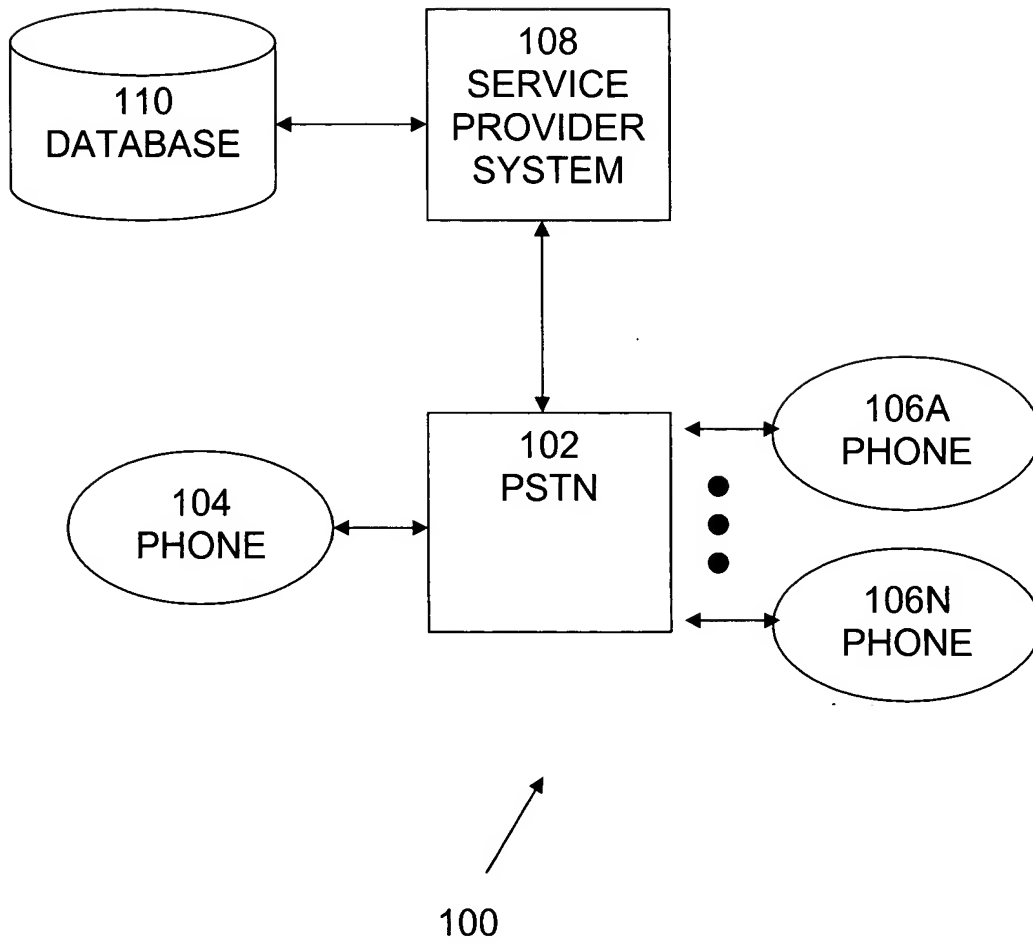 108
SERVICE
PROVIDER
SYSTEM
110
DATABASE
102
PSTN
106A
PHONE
104
PHONE
106N
PHONE
100